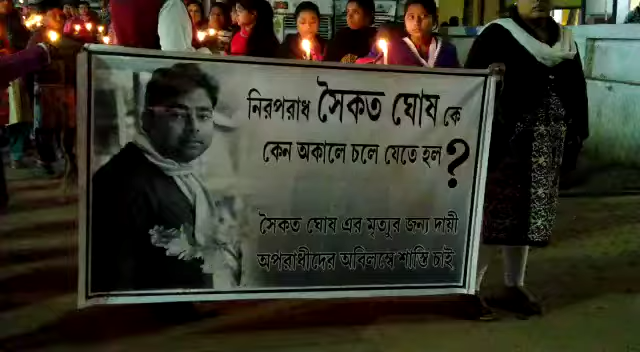 নিরপরাধ সৈকত ঘোষ কে
কেন অকালে চলে যেতে হল ?
সৈকত ঘোষ এর মৃত্যুর জন্য দায়ী
অপরাধীদের অবিলম্বে শাস্তি চাই